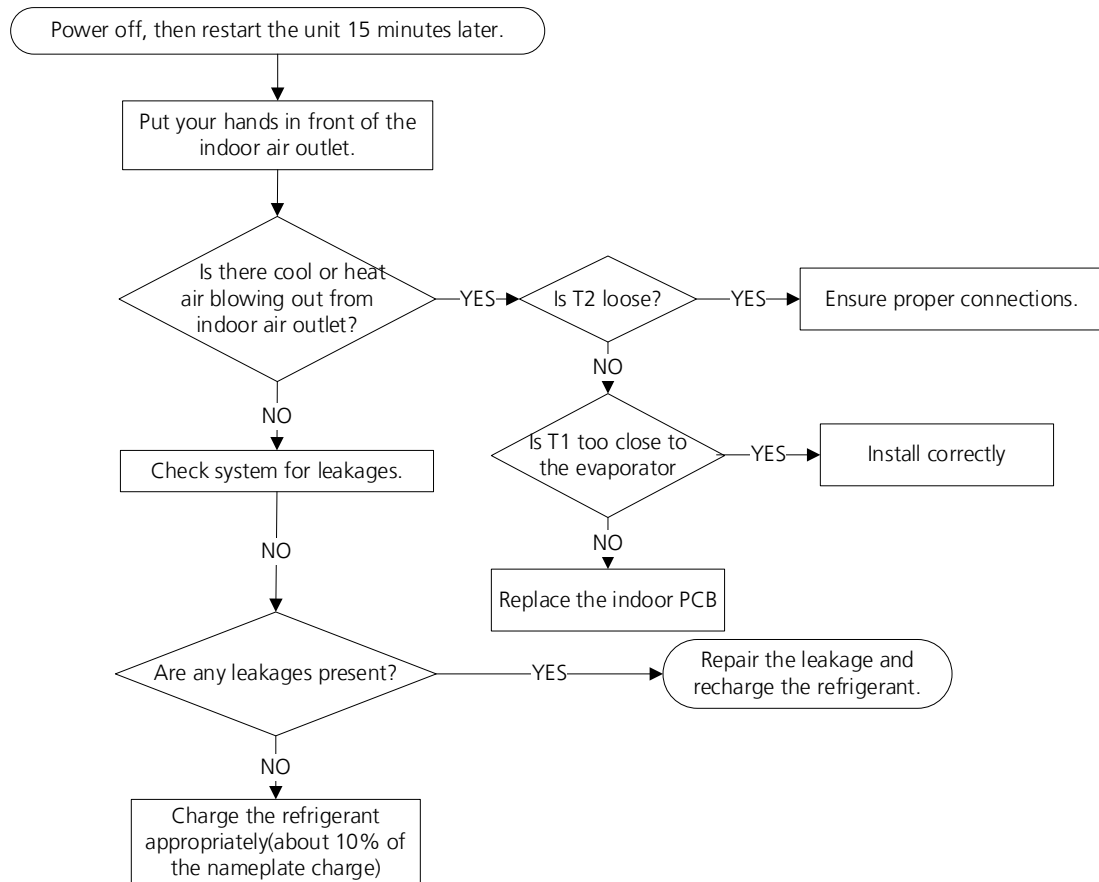 Power off, then restart the unit 15 minutes later.
Put your hands in front of the
indoor air outlet.
Is there cool or heat
air blowing out from
indoor air outlet?
YES
Is T2 loose?
YES
Ensure proper connections.
NO
NO
Is T1 too close to
the evaporator
YES
Install correctly
Check system for leakages.
NO
NO
Replace the indoor PCB
Are any leakages present?
YES
Repair the leakage and
recharge the refrigerant.
NO
Charge the refrigerant
appropriately(about 10% of
the nameplate charge)